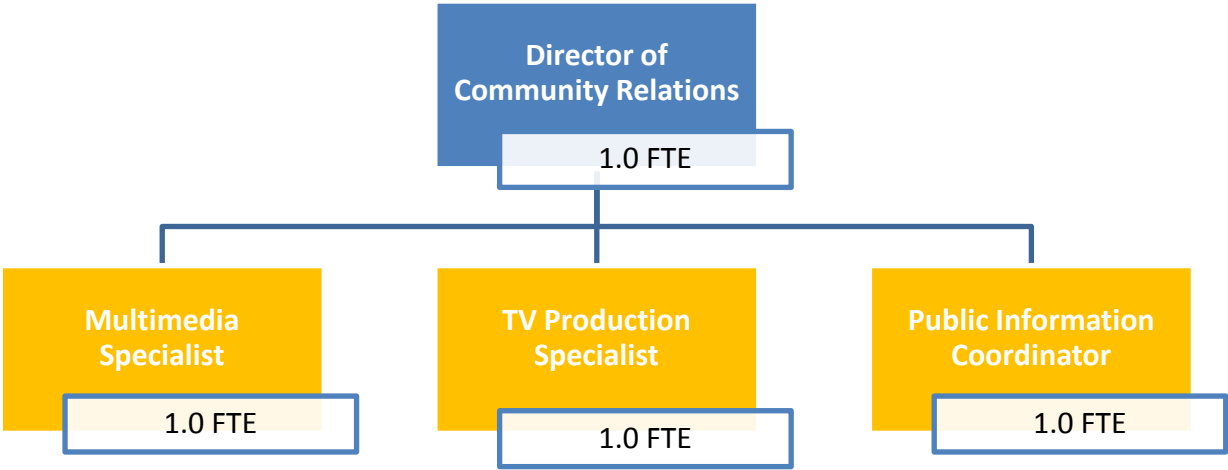 Director of
Community Relations
1.0 FTE
Multimedia
Specialist
1.0 FTE
TV Production
Specialist
1.0 FTE
Public Information
Coordinator
1.0 FTE